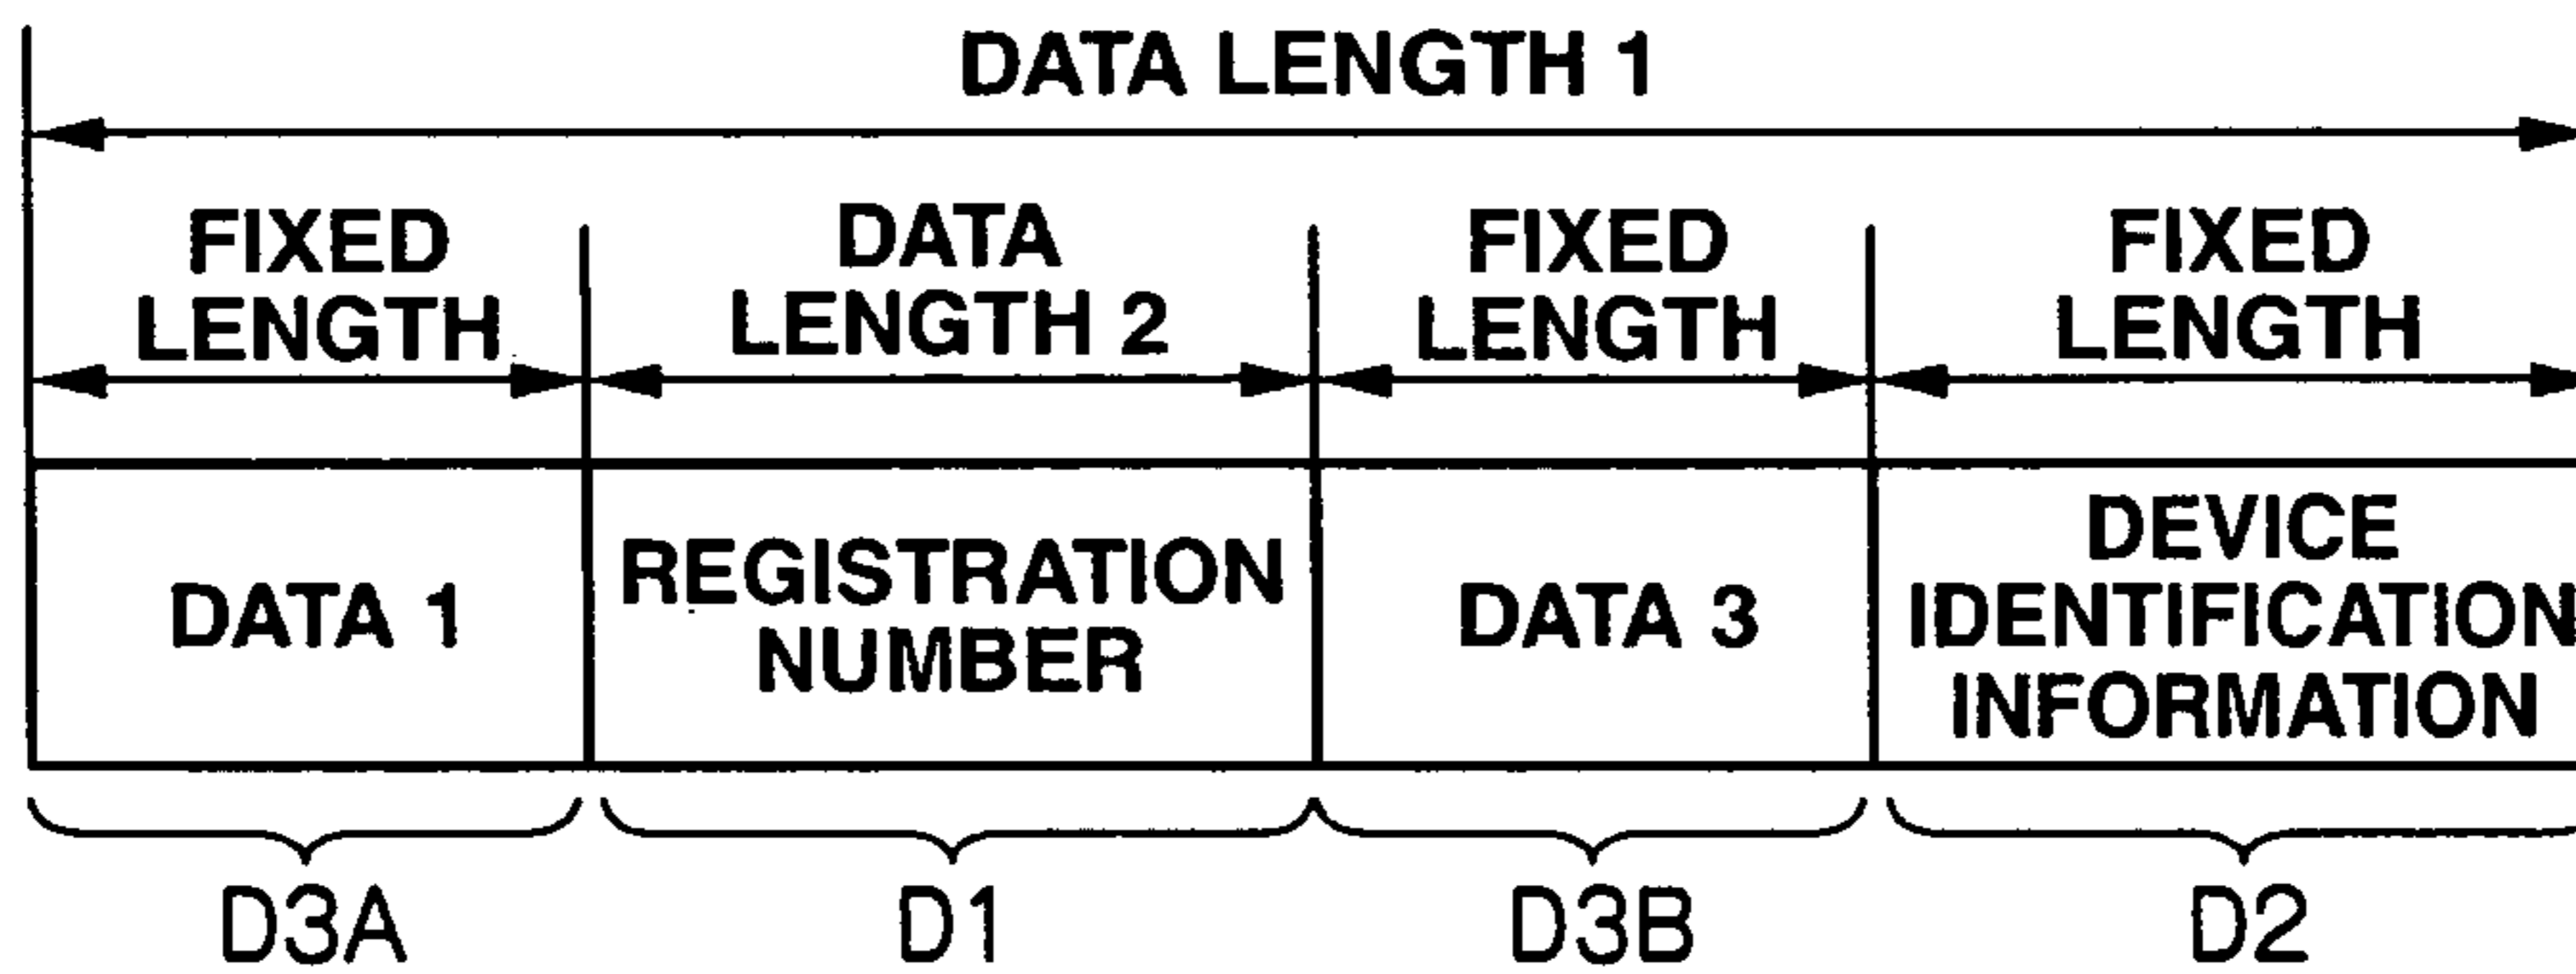 DATA LENGTH 1
FIXED
LENGTH
DATA
LENGTH 2
FIXED
LENGTH
FIXED
LENGTH
DATA 1
REGISTRATION
NUMBER
DATA 3
DEVICE
IDENTIFICATION
INFORMATION
D3A
D1
D3B
D2